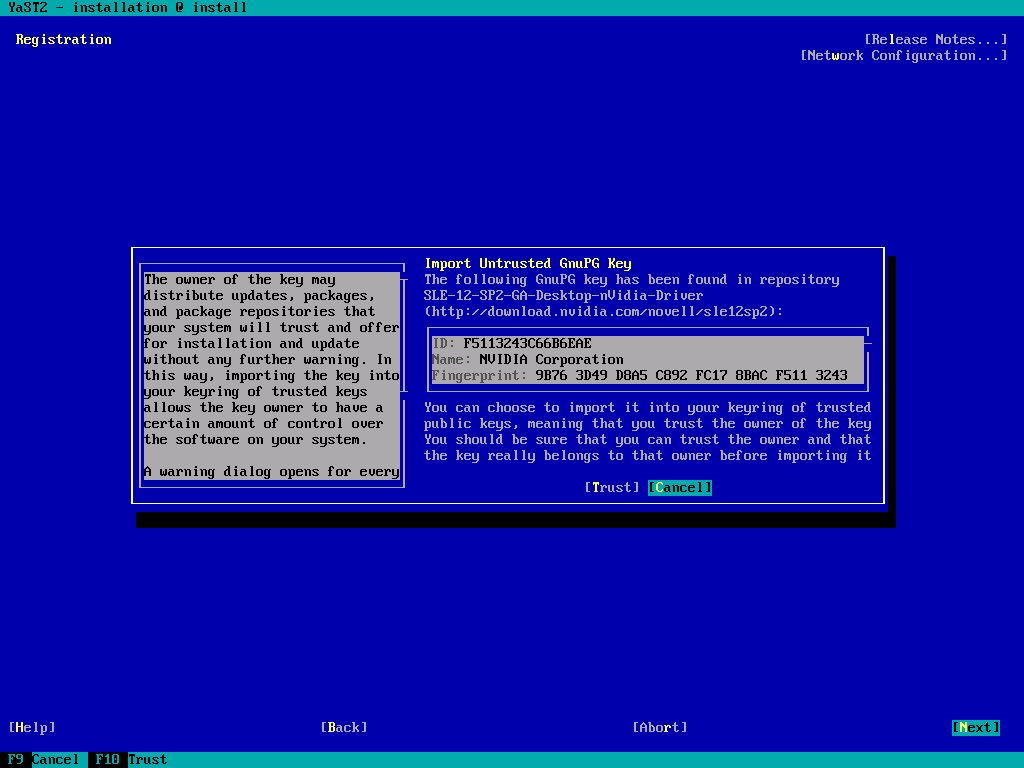 YaST2 - installation @ install
Registration
[Release Notes...]
[Network Configuration...]
The owner of the key may
distribute updates, packages,
and package repositories that
your system will trust and offer
for installation and update
without any further warning. In
this way, importing the key into
your keyring of trusted keys
allows the key owner to have a
certain amount of control over
the software on your system.
A warning dialog opens for every
Import Untrusted GnuPG Key
The following GnuPG key has been found in repository
SLE-12-SP2-GA-Desktop-nVidia-Driver
(http://download.nvidia.com/novell/sle12sp2):
ID: F5113243C66B6EAE
Name: NVIDIA Corporation
Fingerprint: 9B76 3D49 D8A5 C892 FC17 8BAC F511 3243
You can choose to import it into your keyring of trusted
public keys, meaning that you trust the owner of the key
You should be sure that you can trust the owner and that
the key really belongs to that owner before importing it
[Trust] [Cancel]
[Help] [Back] [Abort] [Next]
F9 Cancel F10 Trust